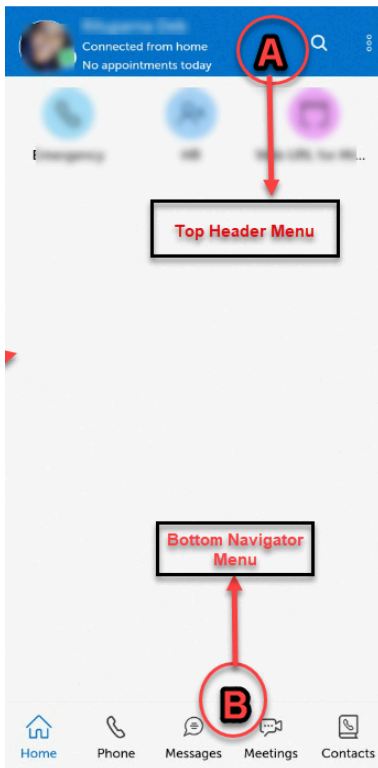 Connected from home
No appointments today
A
Top Header Menu
Bottom Navigator
Menu
B
Home Phone Messages Meetings Contacts